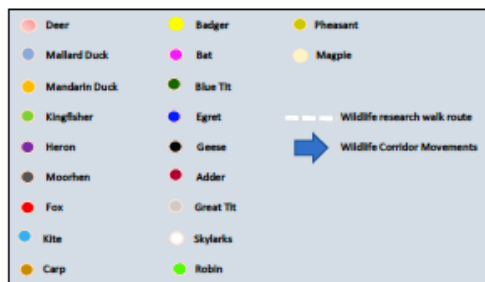 Deer
Mallard Duck
Mandarin Duck
Kingfisher
Heron
Moorhen
Fox
Kite
Carp
Badger
Bat
Blue Tit
Egret
Geese
Adder
Great Tit
Skylarks
Robin
Pheasant
Magpie
Wildlife research walk route
Wildlife Corridor Movements